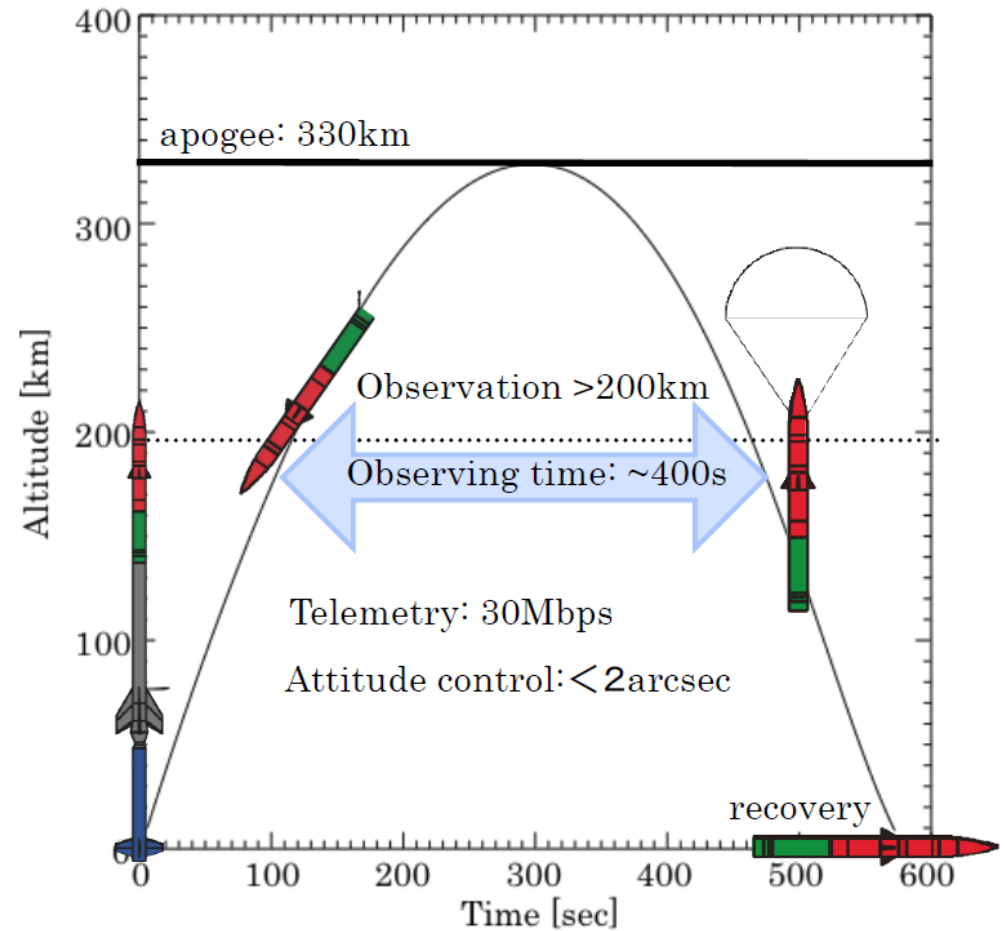 400
apogee: 330km
300
Observation >200km
200
Observing time: ~400s
Altitude [km]
Telemetry: 30Mbps
100
Attitude control:<2arcsec
recovery
0
0 100 200 300 400 500 600
Time [sec]